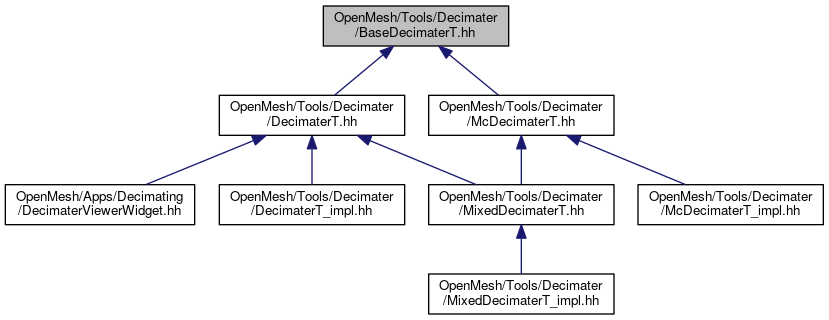 OpenMesh/Tools/Decimater
/BaseDecimaterT.hh
OpenMesh/Tools/Decimater
/DecimaterT.hh
OpenMesh/Tools/Decimater
/McDecimaterT.hh
OpenMesh/Apps/Decimating
/DecimaterViewerWidget.hh
OpenMesh/Tools/Decimater
/DecimaterT_impl.hh
OpenMesh/Tools/Decimater
/MixedDecimaterT.hh
OpenMesh/Tools/Decimater
/McDecimaterT_impl.hh
OpenMesh/Tools/Decimater
/MixedDecimaterT_impl.hh